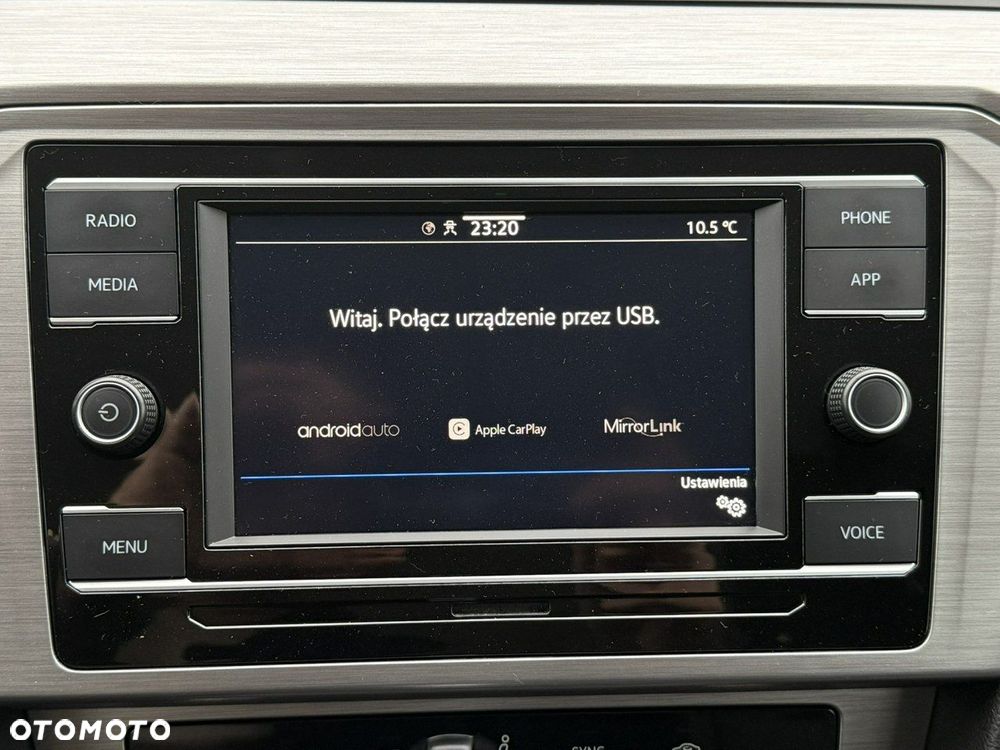 RADIO
PHONE
23:20
10.5 °C
MEDIA
APP
Witaj. Połącz urządzenie przez USB.
androidauto
Apple CarPlay
MirrorLink
Ustawienia
MENU
VOICE
OTOMOTO
SYNC